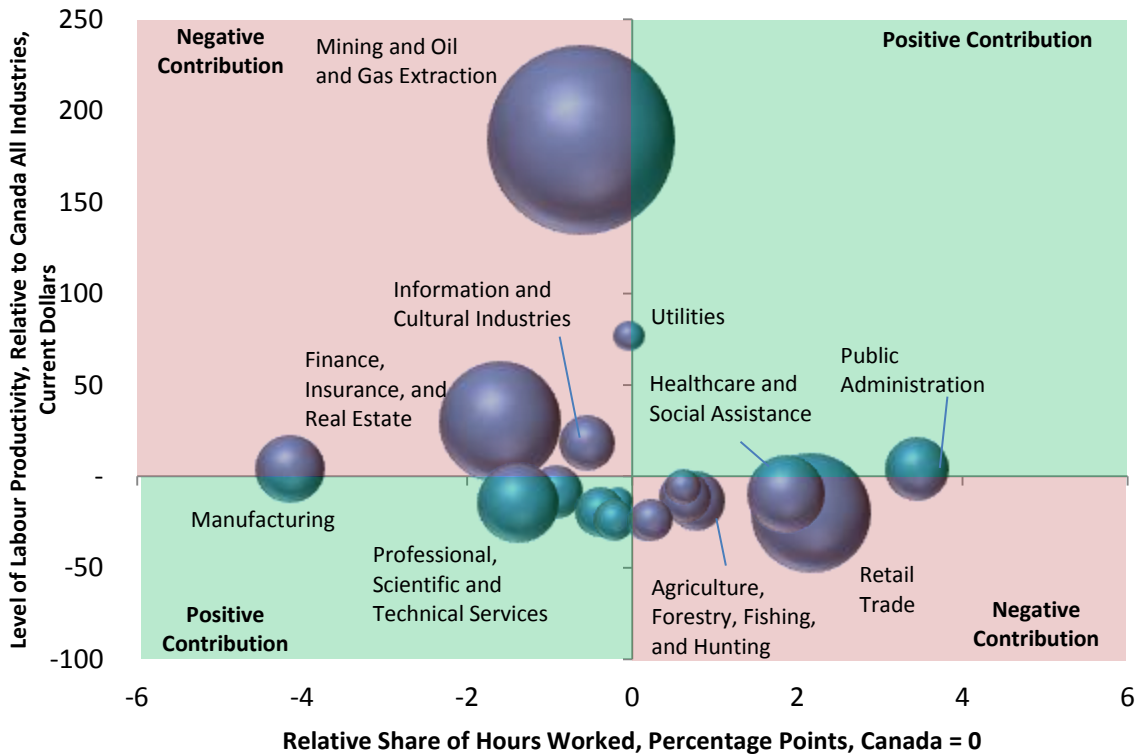 Level of Labour Productivity, Relative to Canada All Industries,
Current Dollars
250
200
150
100
50
-
-50
-100
Negative
Contribution
Mining and Oil
and Gas Extraction
Positive Contribution
Information and
Cultural Industries
Utilities
Finance,
Insurance, and
Real Estate
Healthcare and
Social Assistance
Public
Administration
Manufacturing
Professional,
Scientific and
Technical Services
Agriculture,
Forestry, Fishing,
and Hunting
Retail
Trade
Positive
Contribution
Negative
Contribution
-6
-4
-2
0
2
4
6
Relative Share of Hours Worked, Percentage Points, Canada = 0